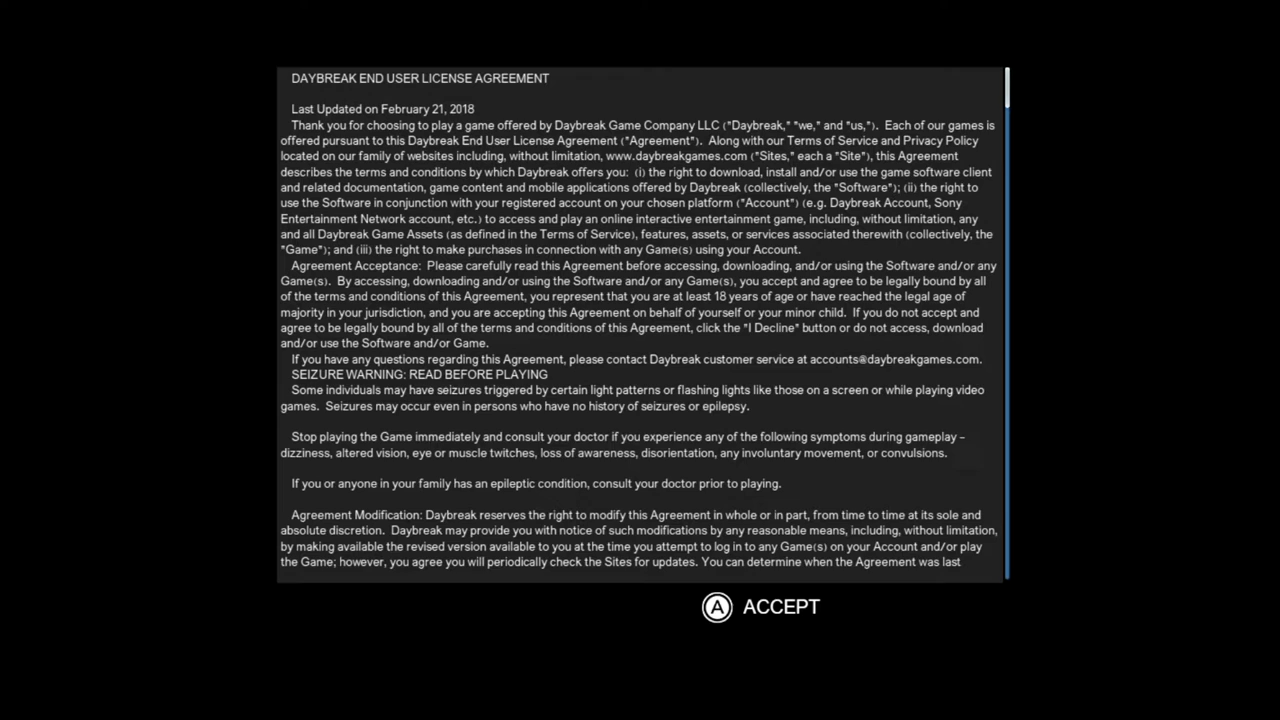 DAYBREAK END USER LICENSE AGREEMENT
Last Updated on February 21, 2018
Thank you for choosing to play a game offered by Daybreak Game Company LLC ("Daybreak," "we," and "us,").  Each of our games is
offered pursuant to this Daybreak End User License Agreement ("Agreement").  Along with our Terms of Service and Privacy Policy
located on our family of websites including, without limitation, www.daybreakgames.com ("Sites," each a "Site"), this Agreement
describes the terms and conditions by which Daybreak offers you:  (i) the right to download, install and/or use the game software client
and related documentation, game content and mobile applications offered by Daybreak (collectively, the "Software"); (ii) the right to
use the Software in conjunction with your registered account on your chosen platform ("Account") (e.g. Daybreak Account, Sony
Entertainment Network account, etc.) to access and play an online interactive entertainment game, including, without limitation, any
and all Daybreak Game Assets (as defined in the Terms of Service), features, assets, or services associated therewith (collectively, the
"Game"); and (iii) the right to make purchases in connection with any Game(s) using your Account.
Agreement Acceptance:  Please carefully read this Agreement before accessing, downloading, and/or using the Software and/or any
Game(s).  By accessing, downloading and/or using the Software and/or any Game(s), you accept and agree to be legally bound by all
of the terms and conditions of this Agreement, you represent that you are at least 18 years of age or have reached the legal age of
majority in your jurisdiction, and you are accepting this Agreement on behalf of yourself or your minor child.  If you do not accept and
agree to be legally bound by all of the terms and conditions of this Agreement, click the "I Decline" button or do not access, download
and/or use the Software and/or Game.
If you have any questions regarding this Agreement, please contact Daybreak customer service at accounts@daybreakgames.com.
SEIZURE WARNING: READ BEFORE PLAYING
Some individuals may have seizures triggered by certain light patterns or flashing lights like those on a screen or while playing video
games.  Seizures may occur even in persons who have no history of seizures or epilepsy.
Stop playing the Game immediately and consult your doctor if you experience any of the following symptoms during gameplay –
dizziness, altered vision, eye or muscle twitches, loss of awareness, disorientation, any involuntary movement, or convulsions.
If you or anyone in your family has an epileptic condition, consult your doctor prior to playing.
Agreement Modification: Daybreak reserves the right to modify this Agreement in whole or in part, from time to time at its sole and
absolute discretion.  Daybreak may provide you with notice of such modifications by any reasonable means, including, without limitation,
by making available the revised version available to you at the time you attempt to log in to any Game(s) on your Account and/or play
the Game; however, you agree you will periodically check the Sites for updates. You can determine when the Agreement was last
A ACCEPT